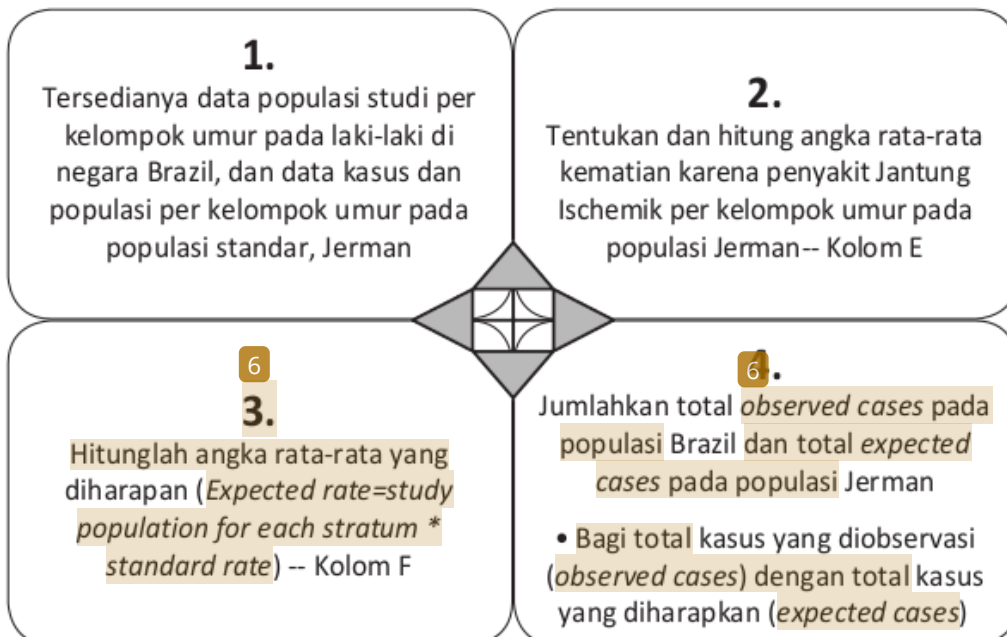 1.
Tersedianya data populasi studi per
kelompok umur pada laki-laki di
negara Brazil, dan data kasus dan
populasi per kelompok umur pada
populasi standar, Jerman
2.
Tentukan dan hitung angka rata-rata
kematian karena penyakit Jantung
Ischemik per kelompok umur pada
populasi Jerman-- Kolom E
6
3.
Hitunglah angka rata-rata yang
diharapan (Expected rate=study
population for each stratum *
standard rate) -- Kolom F
6
4.
Jumlahkan total observed cases pada
populasi Brazil dan total expected
cases pada populasi Jerman
• Bagi total kasus yang diobservasi
(observed cases) dengan total kasus
yang diharapkan (expected cases)